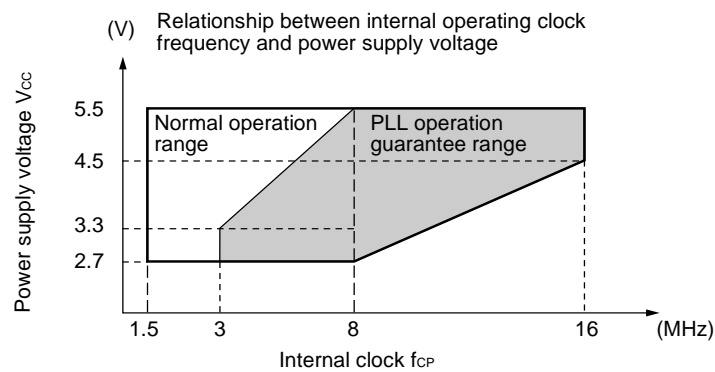 Relationship between internal operating clock
frequency and power supply voltage
(V)
Power supply voltage VCC
5.5
4.5
3.3
2.7
Normal operation
range
PLL operation
guarantee range
1.5 3 8 16 (MHz)
Internal clock fCP